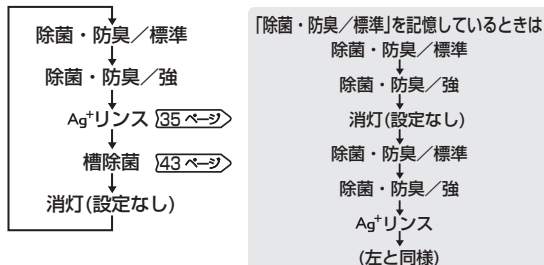 除菌・防臭／標準
除菌・防臭／強
Ag⁺リンス 35 ページ
槽除菌 43 ページ
消灯(設定なし)
「除菌・防臭／標準」を記憶しているときは
除菌・防臭／標準
除菌・防臭／強
消灯(設定なし)
除菌・防臭／標準
除菌・防臭／強
Ag⁺リンス
(左と同様)